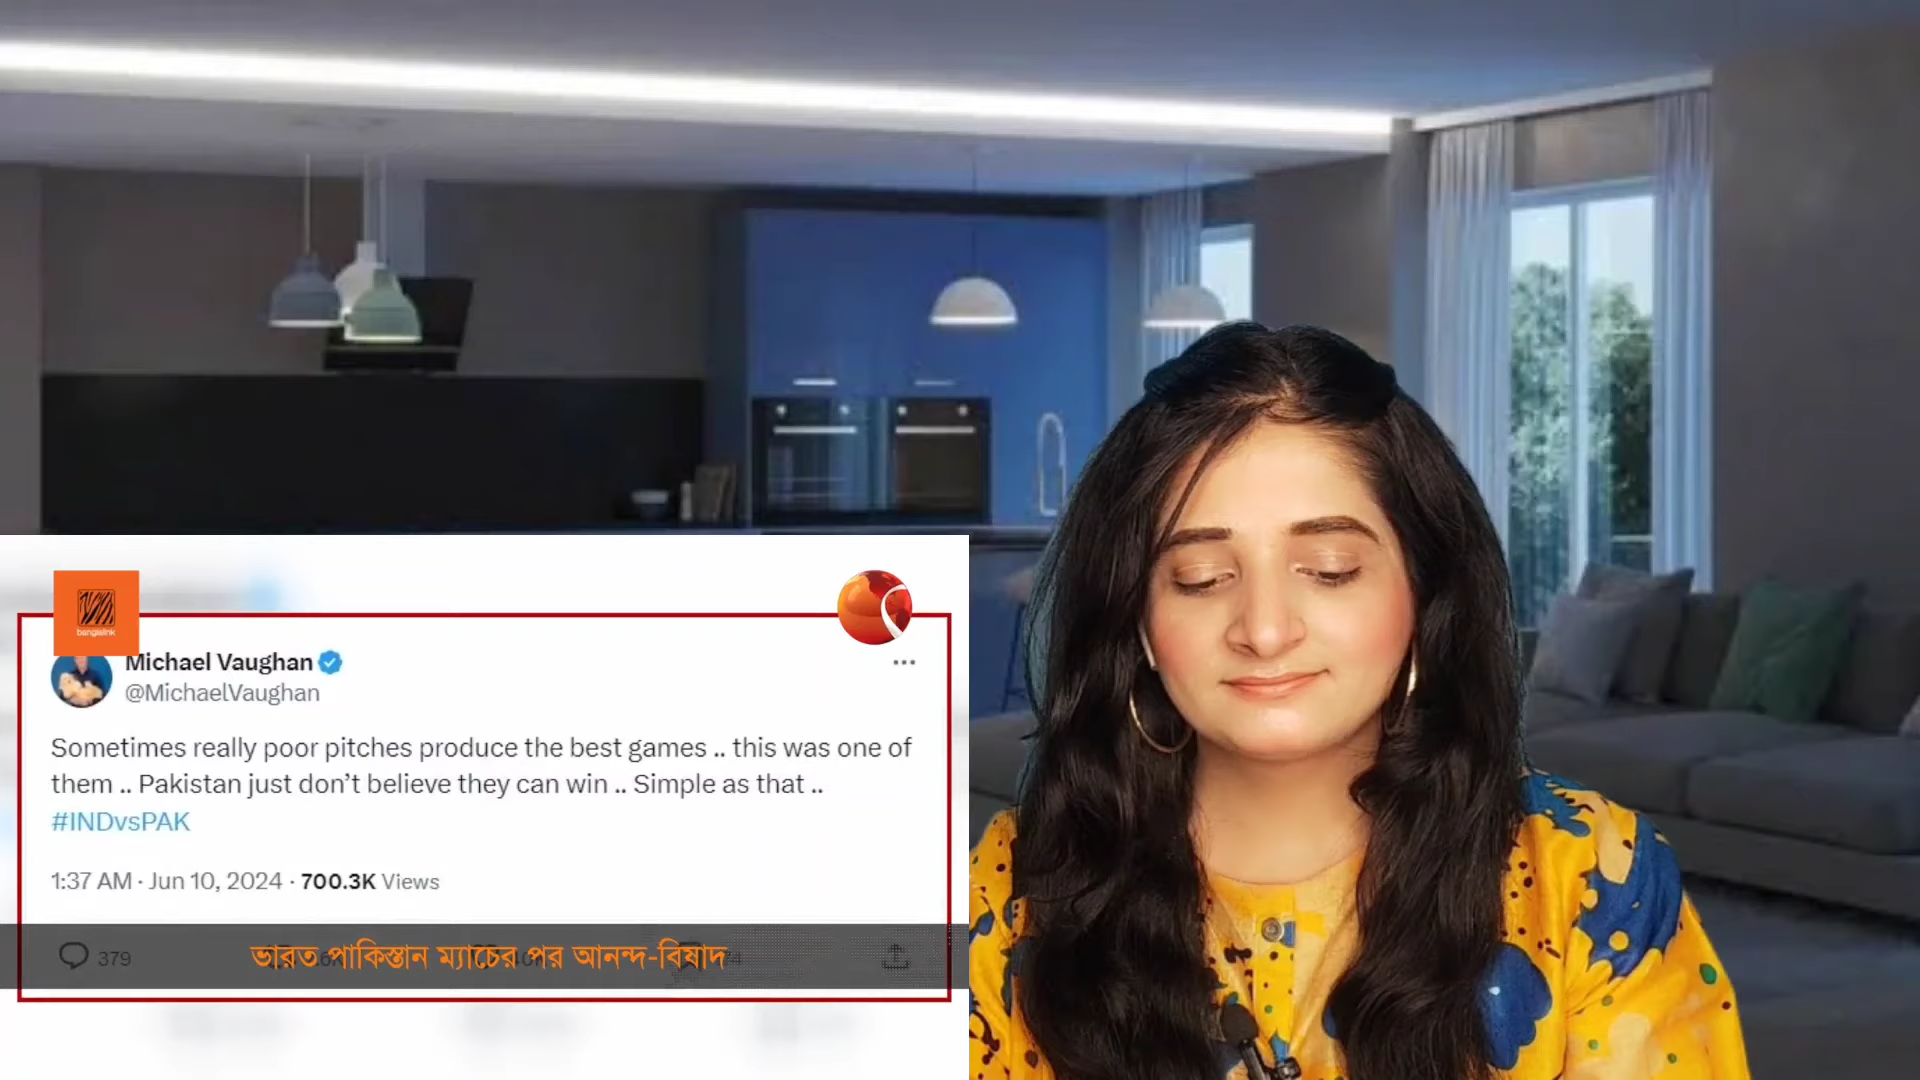 banglalink
Michael Vaughan
@MichaelVaughan
Sometimes really poor pitches produce the best games .. this was one of
them .. Pakistan just don’t believe they can win .. Simple as that ..
#INDvsPAK
1:37 AM · Jun 10, 2024 · 700.3K Views
379
ভারত পাকিস্তান ম্যাচের পর আনন্দ-বিষাদ